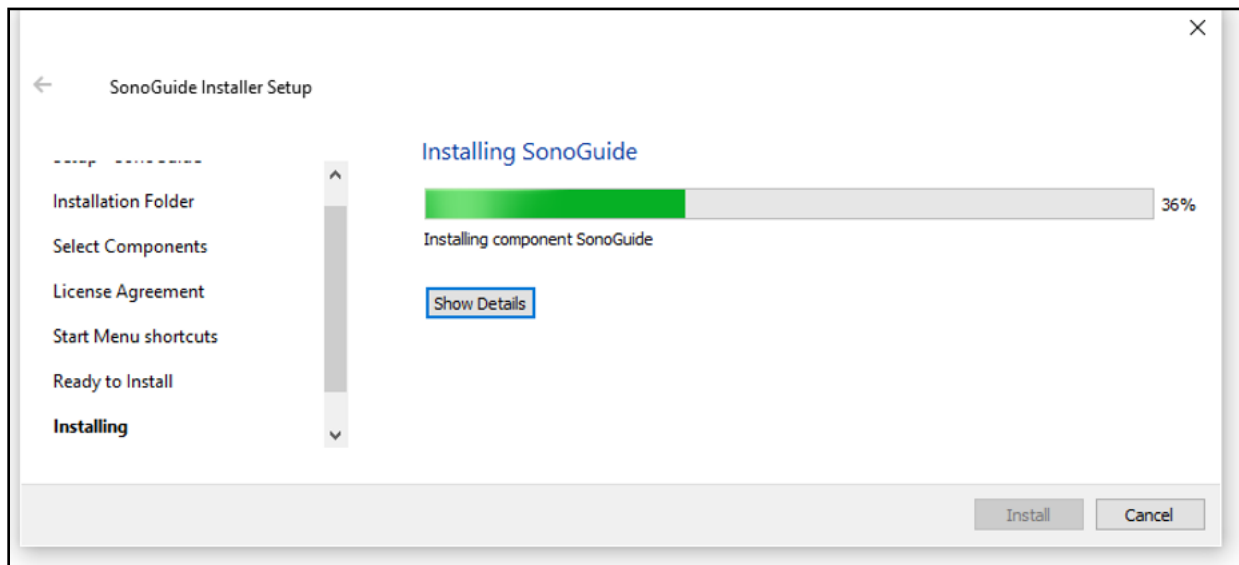 SonoGuide Installer Setup
Installation Folder
Select Components
License Agreement
Start Menu shortcuts
Ready to Install
Installing
Installing SonoGuide
36%
Installing component SonoGuide
Show Details
Install
Cancel